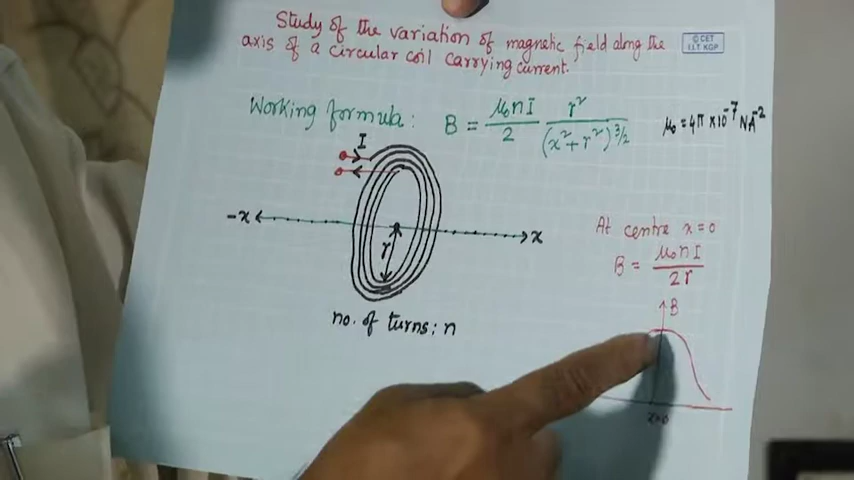 Study of the variation of magnetic field along the
axis of a circular coil carrying current.
© CET
I.I.T. KGP
Working formula: B = μ₀nI/2 r²/(x²+r²)^3/2
μ₀ = 4π×10⁻⁷ NA⁻²
I
-x
x
r
no. of turns: n
At centre x=0
B = μ₀nI/2r
B
x=0